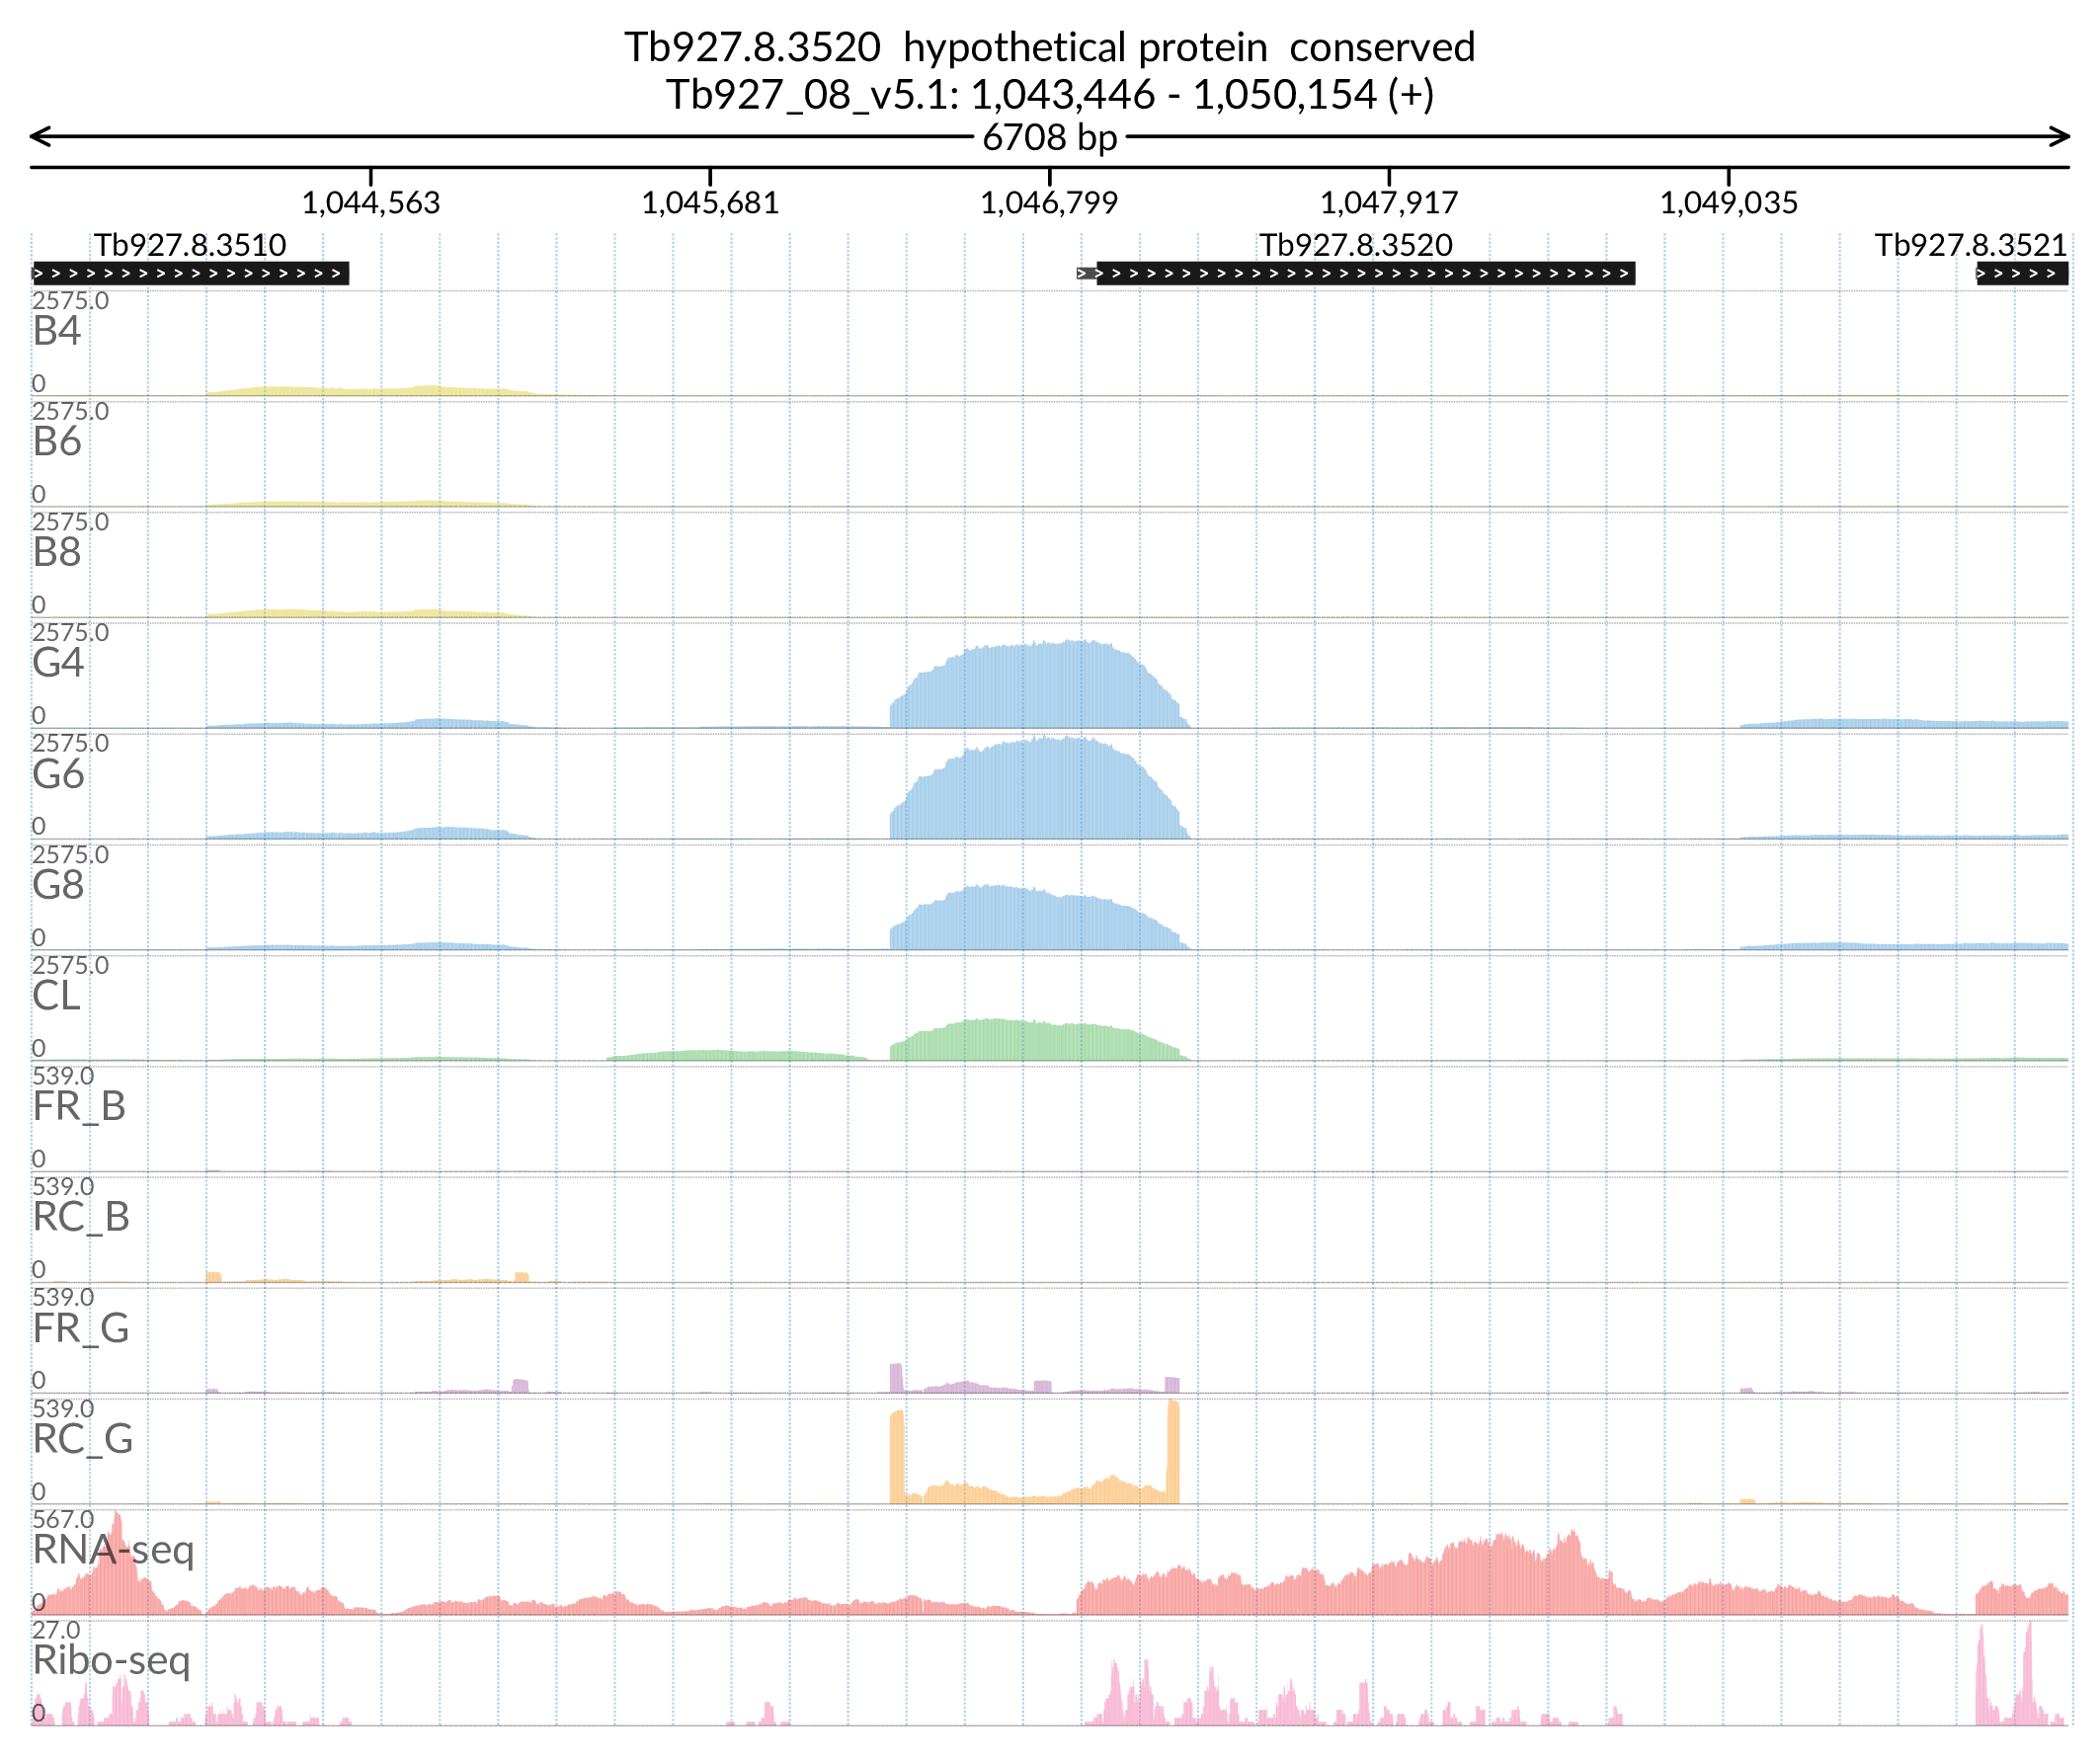 Tb927.8.3520 hypothetical protein conserved
Tb927_08_v5.1: 1,043,446 - 1,050,154 (+)
6708 bp
1,044,563 1,045,681 1,046,799 1,047,917 1,049,035
Tb927.8.3510 Tb927.8.3520 Tb927.8.3521
2575.0
B4
0
2575.0
B6
0
2575.0
B8
0
2575.0
G4
0
2575.0
G6
0
2575.0
G8
0
2575.0
CL
0
539.0
FR_B
0
539.0
RC_B
0
539.0
FR_G
0
539.0
RC_G
0
567.0
RNA-seq
0
27.0
Ribo-seq
0